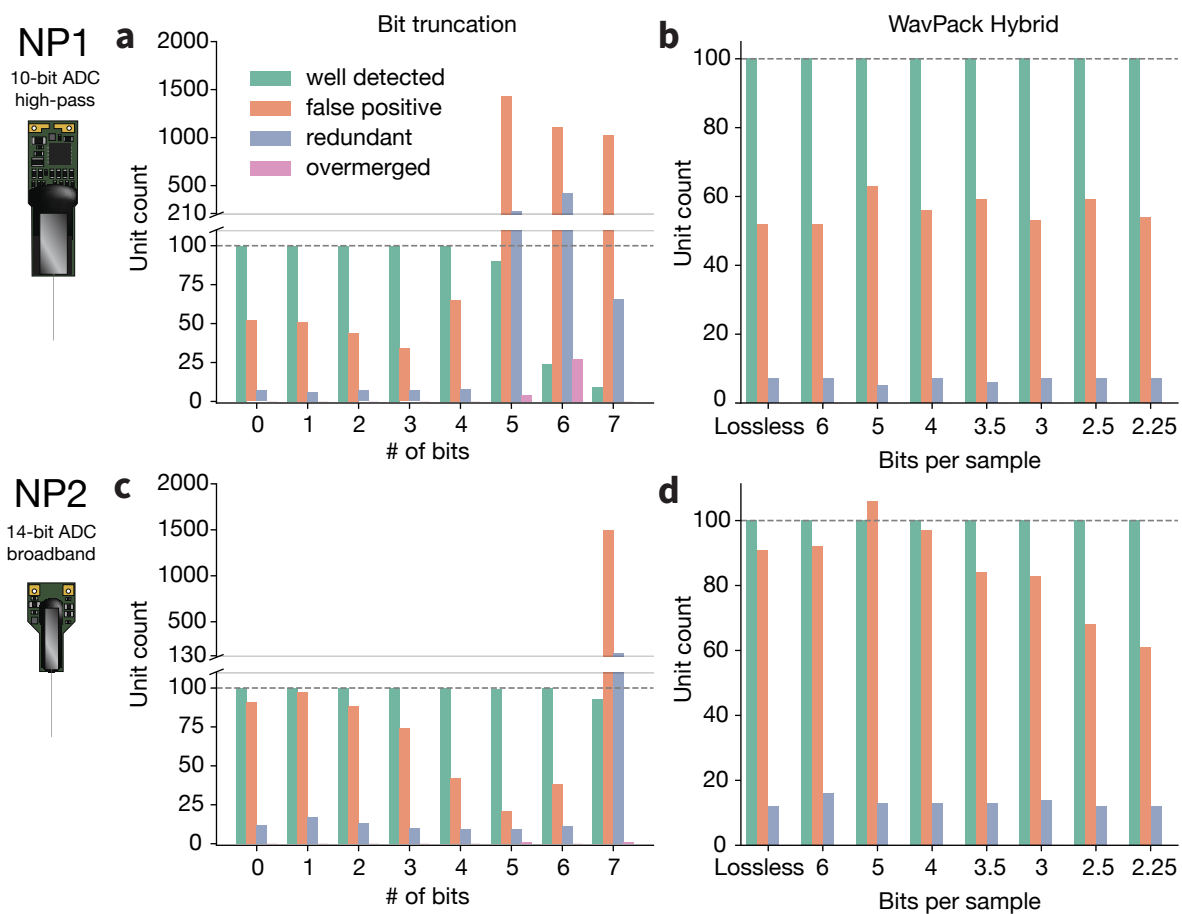 NP1
10-bit ADC
high-pass
a
Bit truncation
2000
1500
1000
500
210
100
75
50
25
0
Unit count
well detected
false positive
redundant
overmerged
0 1 2 3 4 5 6 7
# of bits
b
WavPack Hybrid
100
80
60
40
20
0
Unit count
Lossless 6 5 4 3.5 3 2.5 2.25
Bits per sample
NP2
14-bit ADC
broadband
c
2000
1500
1000
500
130
100
75
50
25
0
Unit count
0 1 2 3 4 5 6 7
# of bits
d
100
80
60
40
20
0
Unit count
Lossless 6 5 4 3.5 3 2.5 2.25
Bits per sample